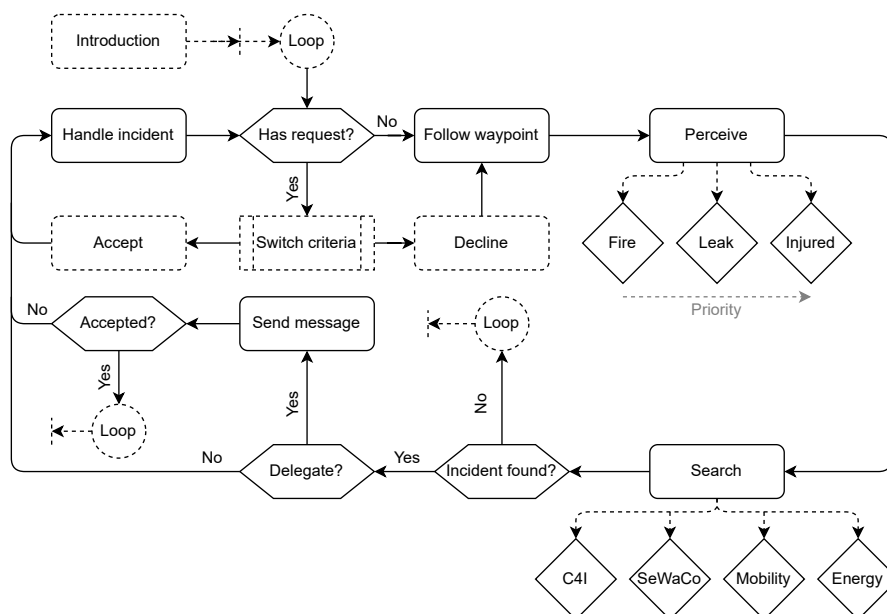 Introduction
Loop
Handle incident
Has request?
No
Follow waypoint
Perceive
Yes
Accept
Switch criteria
Decline
Fire
Leak
Injured
Priority
No
Accepted?
Send message
Loop
Yes
Loop
Yes
No
No
Delegate?
Yes
Incident found?
Search
C4I
SeWaCo
Mobility
Energy